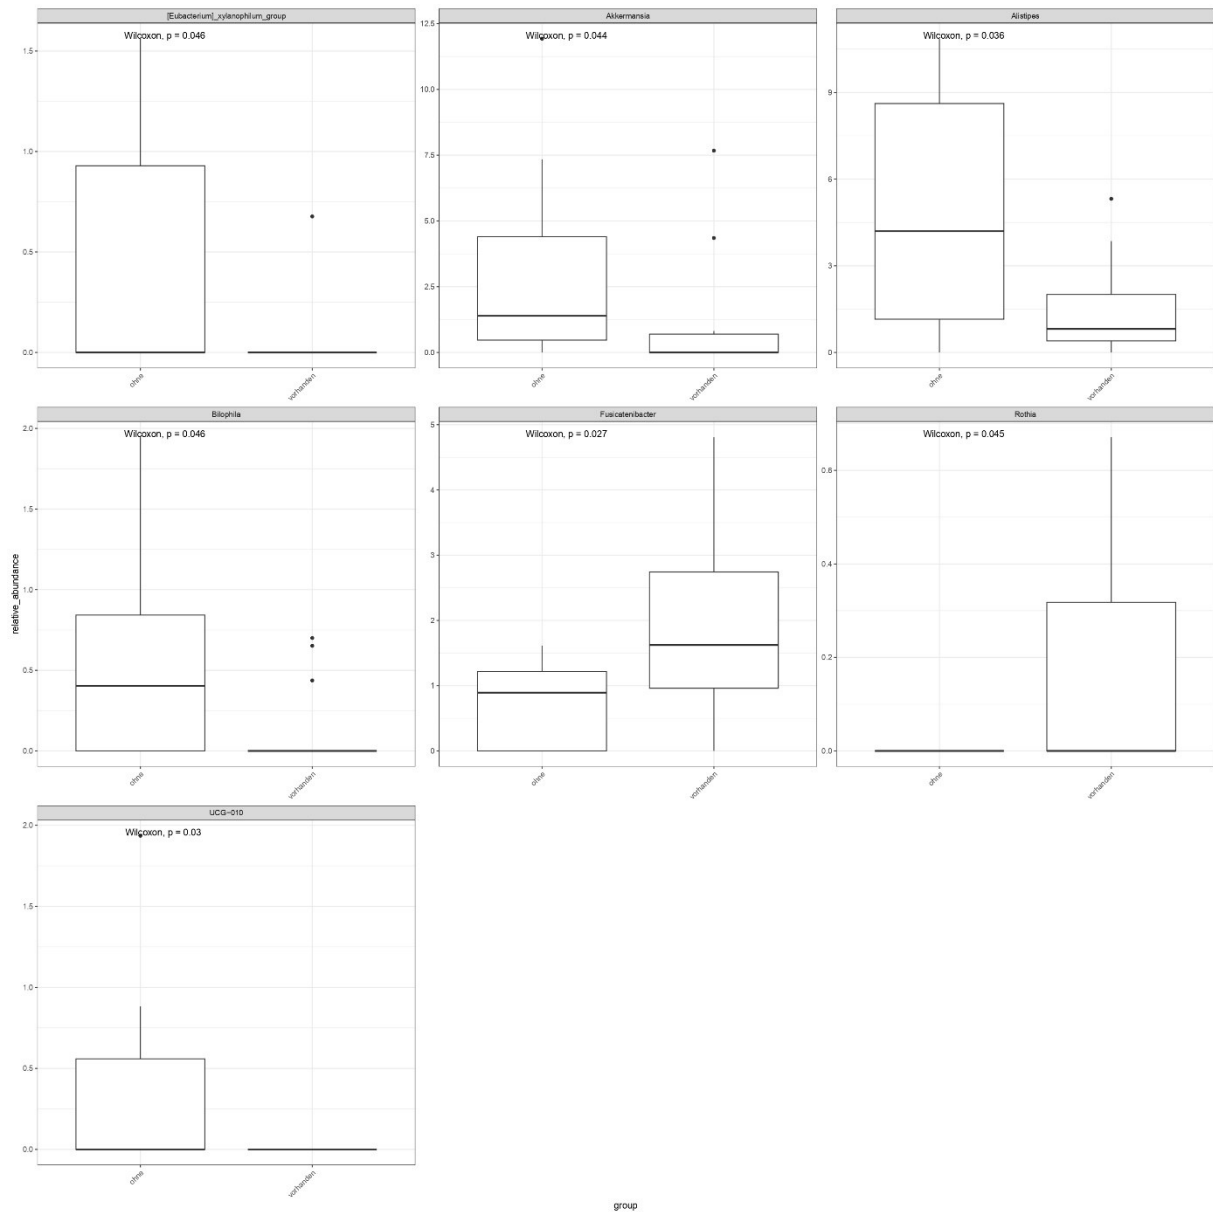 [Eubacterium]_xylanophilum_group
Wilcoxon, p = 0.046
1.5
1.0
0.5
0.0
ohne
vorhanden
Akkermansia
Wilcoxon, p = 0.044
12.5
10.0
7.5
5.0
2.5
0.0
ohne
vorhanden
Alistipes
Wilcoxon, p = 0.036
9
6
3
0
ohne
vorhanden
relative_abundance
Bilophila
Wilcoxon, p = 0.046
2.0
1.5
1.0
0.5
0.0
ohne
vorhanden
Fusicatenibacter
Wilcoxon, p = 0.027
5
4
3
2
1
0
ohne
vorhanden
Rothia
Wilcoxon, p = 0.045
0.6
0.4
0.2
0.0
ohne
vorhanden
UCG-010
Wilcoxon, p = 0.03
2.0
1.5
1.0
0.5
0.0
ohne
vorhanden
group